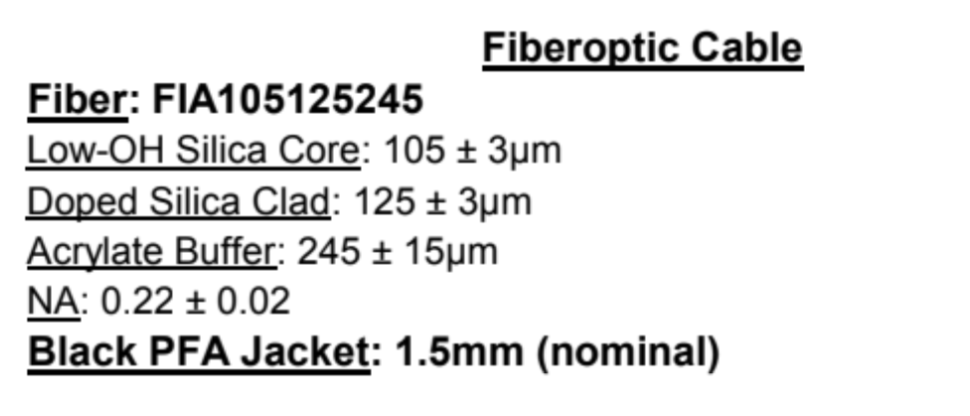 Fiberoptic Cable
Fiber: FIA105125245
Low-OH Silica Core: 105 ± 3µm
Doped Silica Clad: 125 ± 3µm
Acrylate Buffer: 245 ± 15µm
NA: 0.22 ± 0.02
Black PFA Jacket: 1.5mm (nominal)